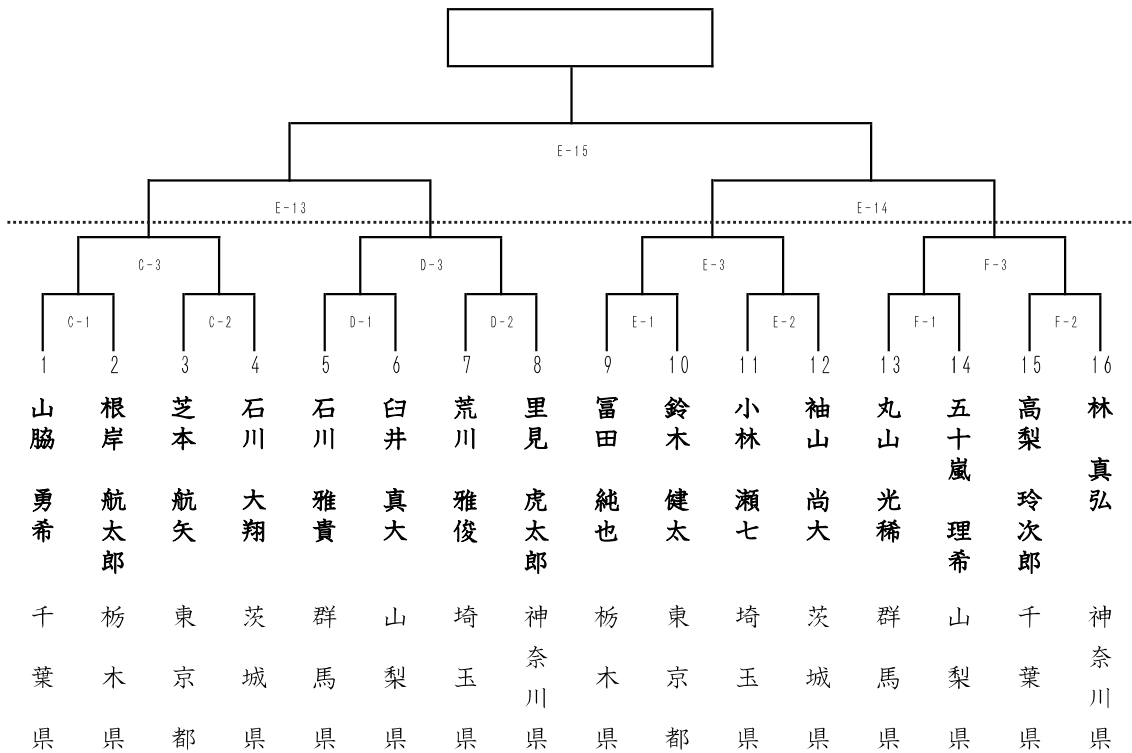 E-15
E-13
E-14
C-3
D-3
E-3
F-3
C-1
C-2
D-1
D-2
E-1
E-2
F-1
F-2
1
2
3
4
5
6
7
8
9
10
11
12
13
14
15
16
山脇 勇希
根岸 航太郎
芝本 航矢
石川 大翔
石川 雅貴
臼井 真大
荒川 雅俊
里見 虎太郎
冨田 純也
鈴木 健太
小林 瀬七
袖山 尚大
丸山 光稀
五十嵐 理希
高梨 玲次郎
林 真弘
千葉県
栃木県
東京都
茨城県
群馬県
山梨県
埼玉県
神奈川県
栃木県
東京都
埼玉県
茨城県
群馬県
山梨県
千葉県
神奈川県